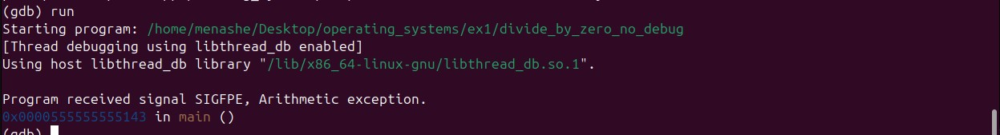 (gdb) run
Starting program: /home/menashe/Desktop/operating_systems/ex1/divide_by_zero_no_debug
[Thread debugging using libthread_db enabled]
Using host libthread_db library "/lib/x86_64-linux-gnu/libthread_db.so.1".
Program received signal SIGFPE, Arithmetic exception.
0x0000555555555143 in main ()
(gdb)